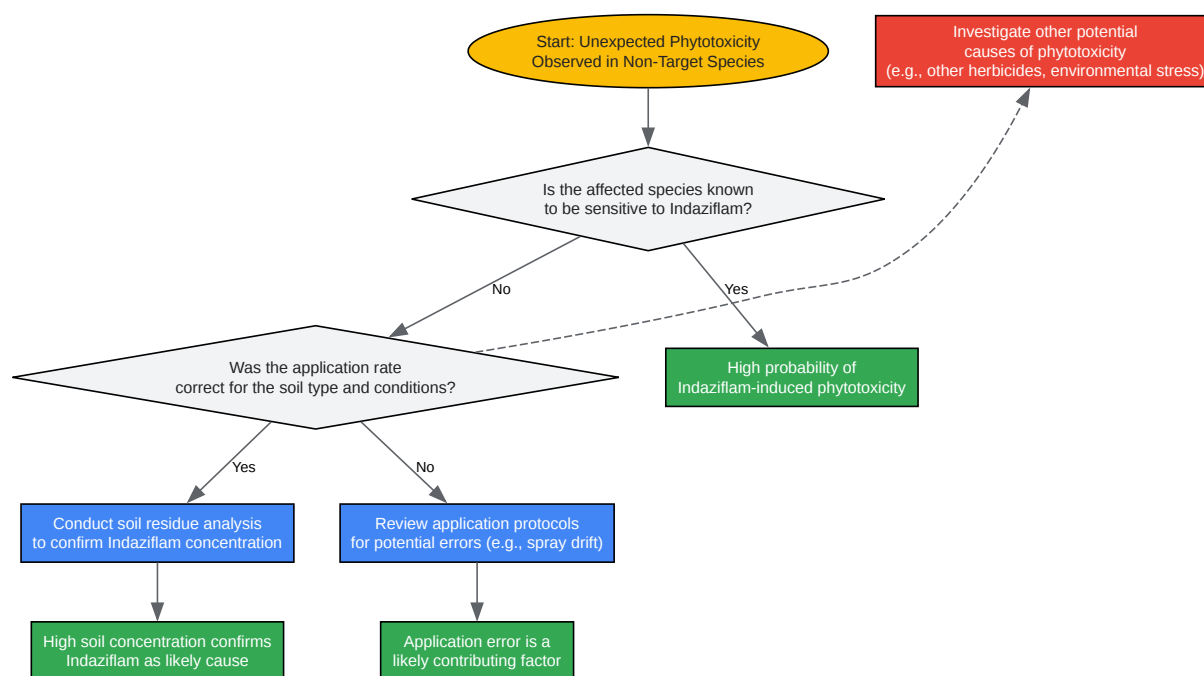 Start: Unexpected Phytotoxicity
Observed in Non-Target Species
Investigate other potential
causes of phytotoxicity
(e.g., other herbicides, environmental stress)
Is the affected species known
to be sensitive to Indaziflam?
No
Yes
Was the application rate
correct for the soil type and conditions?
High probability of
Indaziflam-induced phytotoxicity
Yes
No
Conduct soil residue analysis
to confirm Indaziflam concentration
Review application protocols
for potential errors (e.g., spray drift)
High soil concentration confirms
Indaziflam as likely cause
Application error is a
likely contributing factor